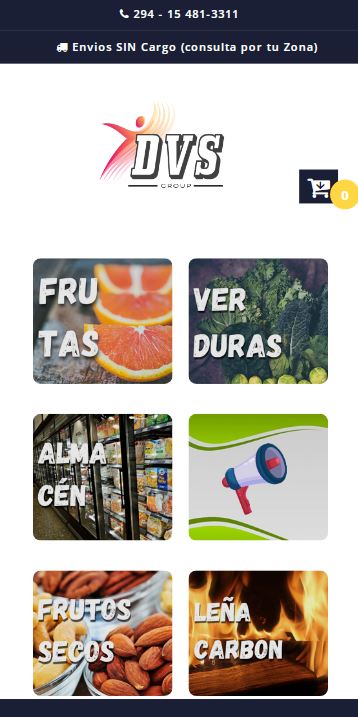 294 - 15 481-3311
Envios SIN Cargo (consulta por tu Zona)
DVS
GROUP
0
FRU
TAS
VER
DURAS
ALMA
CÉN
FRUTOS
SECOS
LEÑA
CARBON